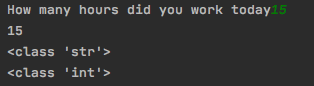 How many hours did you work today15
15
<class 'str'>
<class 'int'>